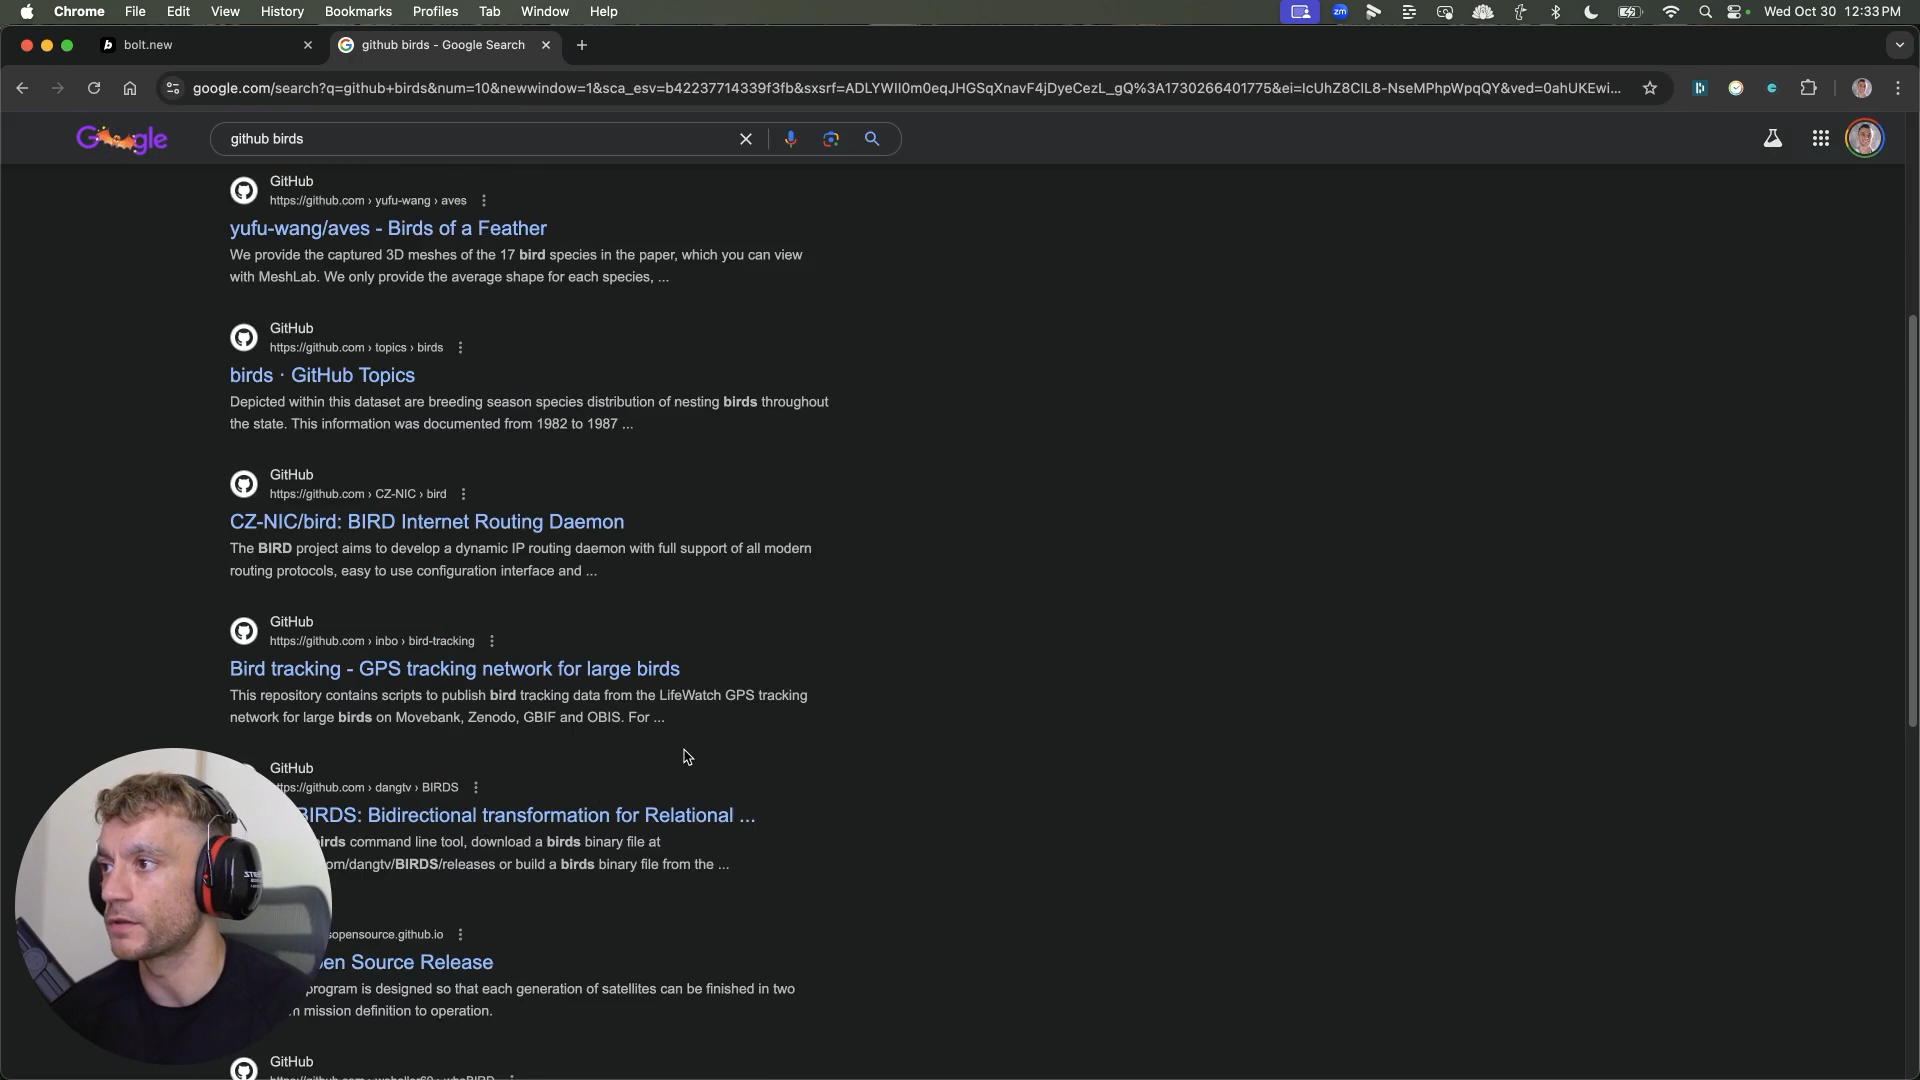 Chrome File Edit View History Bookmarks Profiles Tab Window Help zm Wed Oct 30 12:33 PM
b bolt.new github birds - Google Search
google.com/search?q=github+birds&num=10&newwindow=1&sca_esv=b42237714339f3fb&sxsrf=ADLYWII0m0eqJHGSqXnavF4jDyeCezL_gQ%3A1730266401775&ei=IcUhZ8CIL8-NseMPhpWpqQY&ved=0ahUKEwi...
Google github birds
GitHub
https://github.com › yufu-wang › aves
yufu-wang/aves - Birds of a Feather
We provide the captured 3D meshes of the 17 bird species in the paper, which you can view
with MeshLab. We only provide the average shape for each species, ...
GitHub
https://github.com › topics › birds
birds · GitHub Topics
Depicted within this dataset are breeding season species distribution of nesting birds throughout
the state. This information was documented from 1982 to 1987 ...
GitHub
https://github.com › CZ-NIC › bird
CZ-NIC/bird: BIRD Internet Routing Daemon
The BIRD project aims to develop a dynamic IP routing daemon with full support of all modern
routing protocols, easy to use configuration interface and ...
GitHub
https://github.com › inbo › bird-tracking
Bird tracking - GPS tracking network for large birds
This repository contains scripts to publish bird tracking data from the LifeWatch GPS tracking
network for large birds on Movebank, Zenodo, GBIF and OBIS. For ...
GitHub
ttps://github.com › dangtv › BIRDS
BIRDS: Bidirectional transformation for Relational ...
irds command line tool, download a birds binary file at
om/dangtv/BIRDS/releases or build a birds binary file from the ...
sopensource.github.io
pen Source Release
program is designed so that each generation of satellites can be finished in two
mission definition to operation.
GitHub